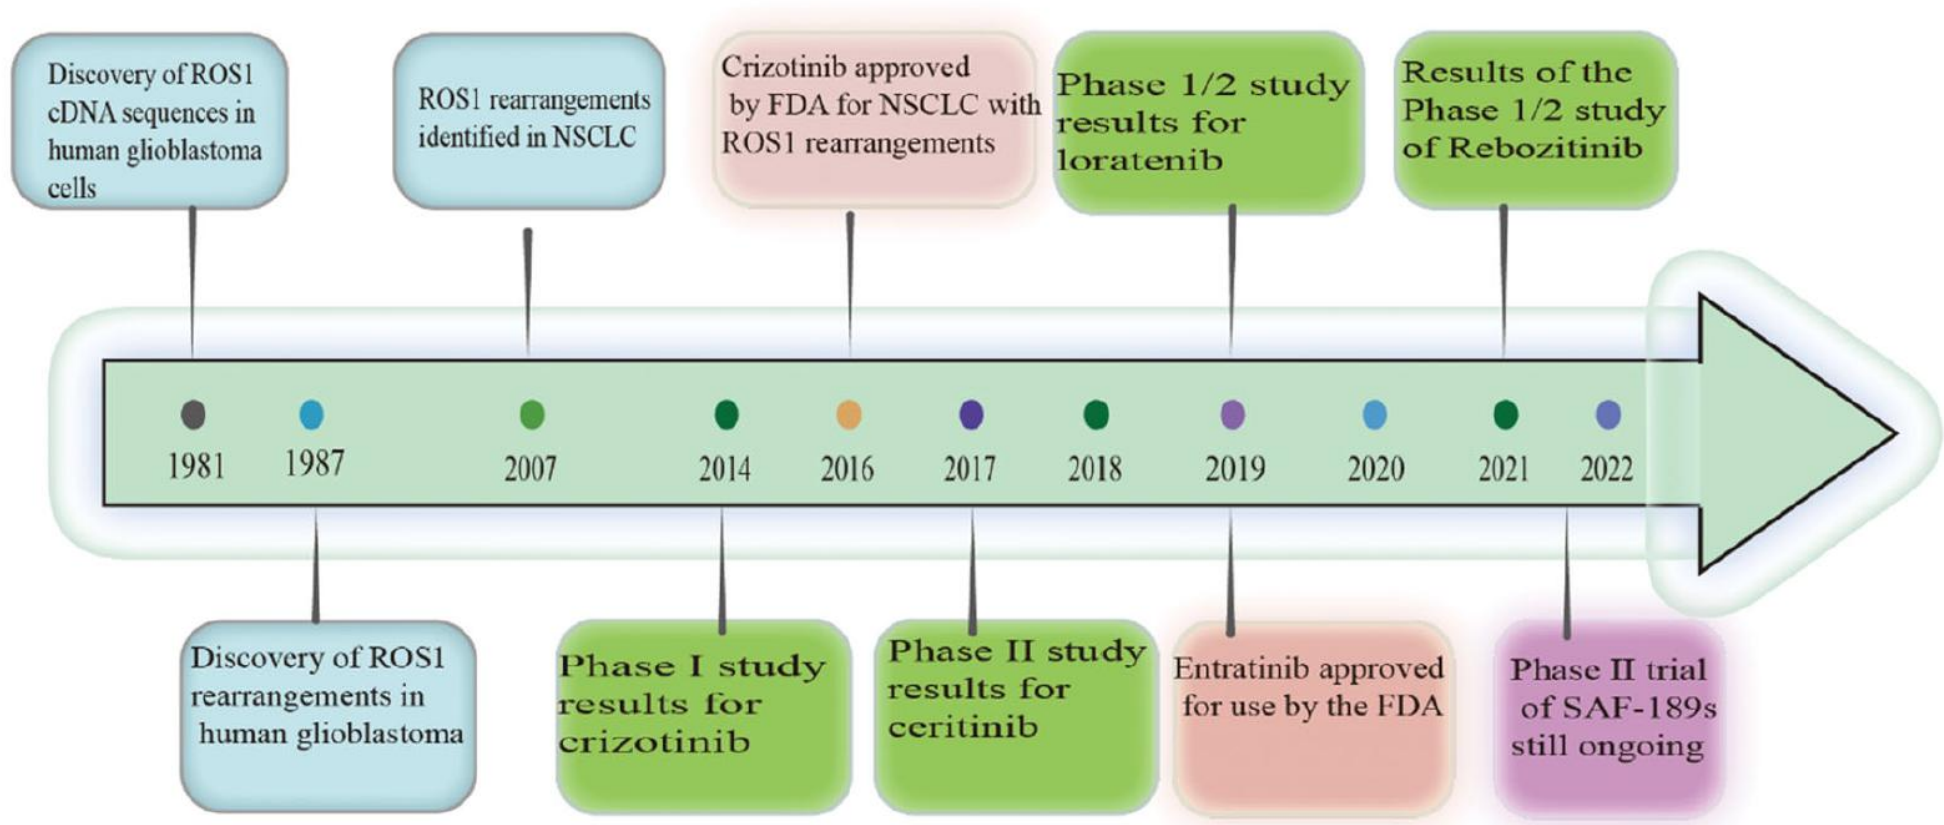 Discovery of ROS1
cDNA sequences in
human glioblastoma
cells
ROS1 rearrangements
identified in NSCLC
Crizotinib approved
by FDA for NSCLC with
ROS1 rearrangements
Phase 1/2 study
results for
loratenib
Results of the
Phase 1/2 study
of Rebozitinib
1981
1987
2007
2014
2016
2017
2018
2019
2020
2021
2022
Discovery of ROS1
rearrangements in
human glioblastoma
Phase I study
results for
crizotinib
Phase II study
results for
ceritinib
Entratinib approved
for use by the FDA
Phase II trial
of SAF-189s
still ongoing